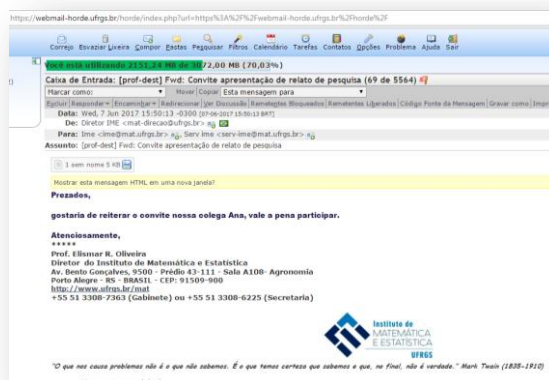 https://webmail-horde.ufrgs.br/horde/index.php?url=https%3A%2F%2Fwebmail-horde.ufrgs.br%2Fhorde%2F
Correio Esvaziar Lixeira Compor Pastas Pesquisar Filtros Calendário Tarefas Contatos Opções Problema Ajuda Sair
Você está utilizando 2151,24 MB de 3072,00 MB (70,03%)
Caixa de Entrada: [prof-dest] Fwd: Convite apresentação de relato de pesquisa (69 de 5564)
Marcar como: Mover | Copiar Esta mensagem para
Excluir | Responder | Encaminhar | Redirecionar | Ver Discussão | Remetentes Bloqueados | Remetentes Liberados | Código Fonte da Mensagem | Gravar como | Impri
Data: Wed, 7 Jun 2017 15:50:13 -0300 [07-06-2017 15:50:13 BRT]
De: Diretor IME <mat-direcao@ufrgs.br>
Para: Ime <ime@mat.ufrgs.br>, Serv ime <serv-ime@mat.ufrgs.br>
Assunto: [prof-dest] Fwd: Convite apresentação de relato de pesquisa
1 sem nome 5 KB
Mostrar esta mensagem HTML em uma nova janela?
Prezados,
gostaria de reiterar o convite nossa colega Ana, vale a pena participar.
Atenciosamente,
*****
Prof. Elismar R. Oliveira
Diretor do Instituto de Matemática e Estatística
Av. Bento Gonçalves, 9500 - Prédio 43-111 - Sala A108- Agronomia
Porto Alegre - RS - BRASIL - CEP: 91509-900
http://www.ufrgs.br/mat
+55 51 3308-7363 (Gabinete) ou +55 51 3308-6225 (Secretaria)
Instituto de
MATEMÁTICA
E ESTATÍSTICA
UFRGS
"O que nos causa problemas não é o que não sabemos. É o que temos certeza que sabemos e que, no final, não é verdade." Mark Twain (1835-1910)